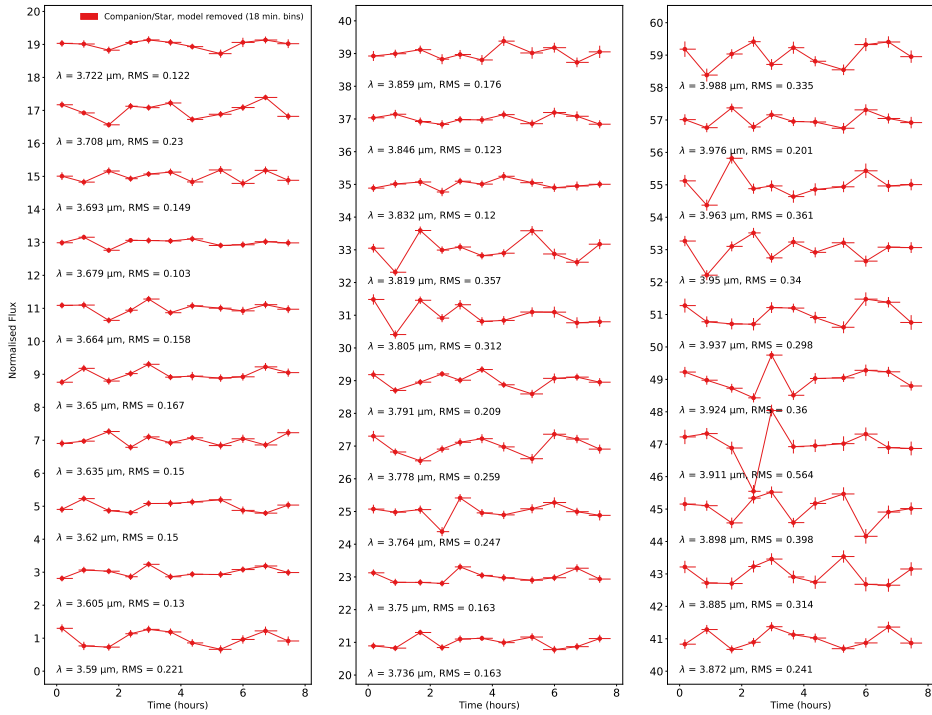 Companion/Star, model removed (18 min. bins)
Normalised Flux
20
19
18
17
16
15
14
13
12
11
10
9
8
7
6
5
4
3
2
1
0
λ = 3.722 μm, RMS = 0.122
λ = 3.708 μm, RMS = 0.23
λ = 3.693 μm, RMS = 0.149
λ = 3.679 μm, RMS = 0.103
λ = 3.664 μm, RMS = 0.158
λ = 3.65 μm, RMS = 0.167
λ = 3.635 μm, RMS = 0.15
λ = 3.62 μm, RMS = 0.15
λ = 3.605 μm, RMS = 0.13
λ = 3.59 μm, RMS = 0.221
0 2 4 6 8
Time (hours)
40
39
38
37
36
35
34
33
32
31
30
29
28
27
26
25
24
23
22
21
20
λ = 3.859 μm, RMS = 0.176
λ = 3.846 μm, RMS = 0.123
λ = 3.832 μm, RMS = 0.12
λ = 3.819 μm, RMS = 0.357
λ = 3.805 μm, RMS = 0.312
λ = 3.791 μm, RMS = 0.209
λ = 3.778 μm, RMS = 0.259
λ = 3.764 μm, RMS = 0.247
λ = 3.75 μm, RMS = 0.163
λ = 3.736 μm, RMS = 0.163
0 2 4 6 8
Time (hours)
60
59
58
57
56
55
54
53
52
51
50
49
48
47
46
45
44
43
42
41
40
λ = 3.988 μm, RMS = 0.335
λ = 3.976 μm, RMS = 0.201
λ = 3.963 μm, RMS = 0.361
λ = 3.95 μm, RMS = 0.34
λ = 3.937 μm, RMS = 0.298
λ = 3.924 μm, RMS = 0.36
λ = 3.911 μm, RMS = 0.564
λ = 3.898 μm, RMS = 0.398
λ = 3.885 μm, RMS = 0.314
λ = 3.872 μm, RMS = 0.241
0 2 4 6 8
Time (hours)